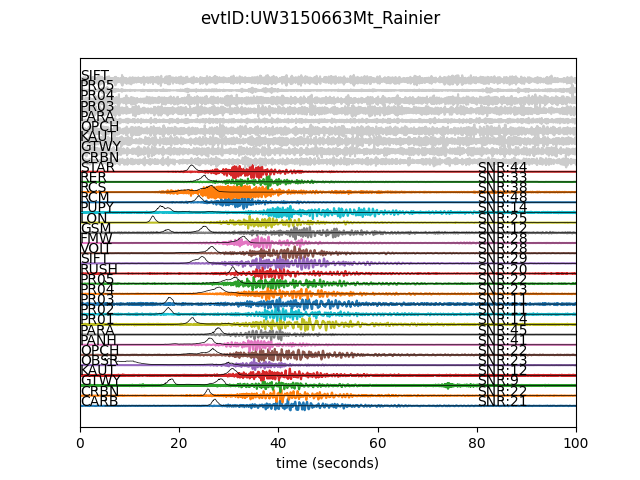 evtID:UW3150663Mt_Rainier
SIFT
PR05
PR04
PR03
PARA
OPCH
KAUT
GTWY
CRBN
STAR SNR:44
RER SNR:33
RCS SNR:38
RCM SNR:48
PUPY SNR:14
LON SNR:25
GSM SNR:12
FMW SNR:28
VOIT SNR:28
SIFT SNR:29
RUSH SNR:20
PR05 SNR:22
PR04 SNR:23
PR03 SNR:11
PR02 SNR:11
PR01 SNR:14
PARA SNR:45
PANH SNR:41
OPCH SNR:22
OBSR SNR:23
KAUT SNR:12
GTWY SNR:9
CRBN SNR:22
CARB SNR:21
0 20 40 60 80 100
time (seconds)